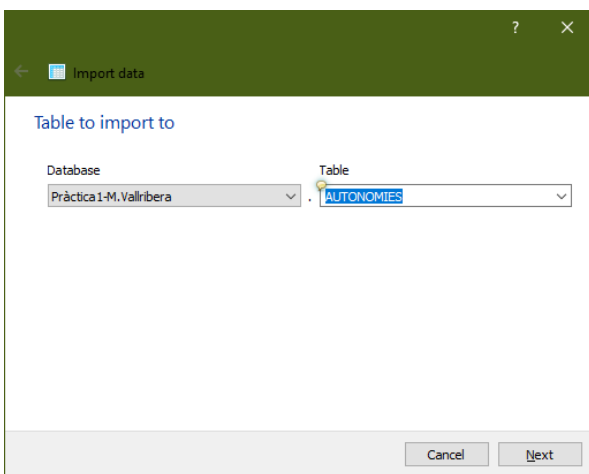 ?
Import data
Table to import to
Database
Table
Pràctica1-M.Vallribera
.
AUTONOMIES
Cancel
Next